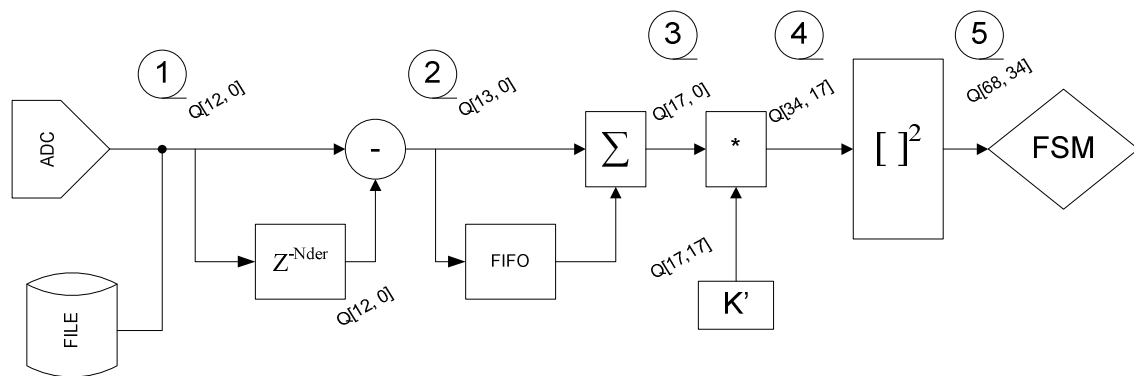 1
2
3
4
5
Q[12, 0]
Q[13, 0]
Q[17, 0]
Q[34, 17]
Q[68, 34]
ADC
-
Σ
*
[ ]²
FSM
Z⁻ᴺᵈᵉʳ
FIFO
Q[12, 0]
Q[17,17]
K’
FILE